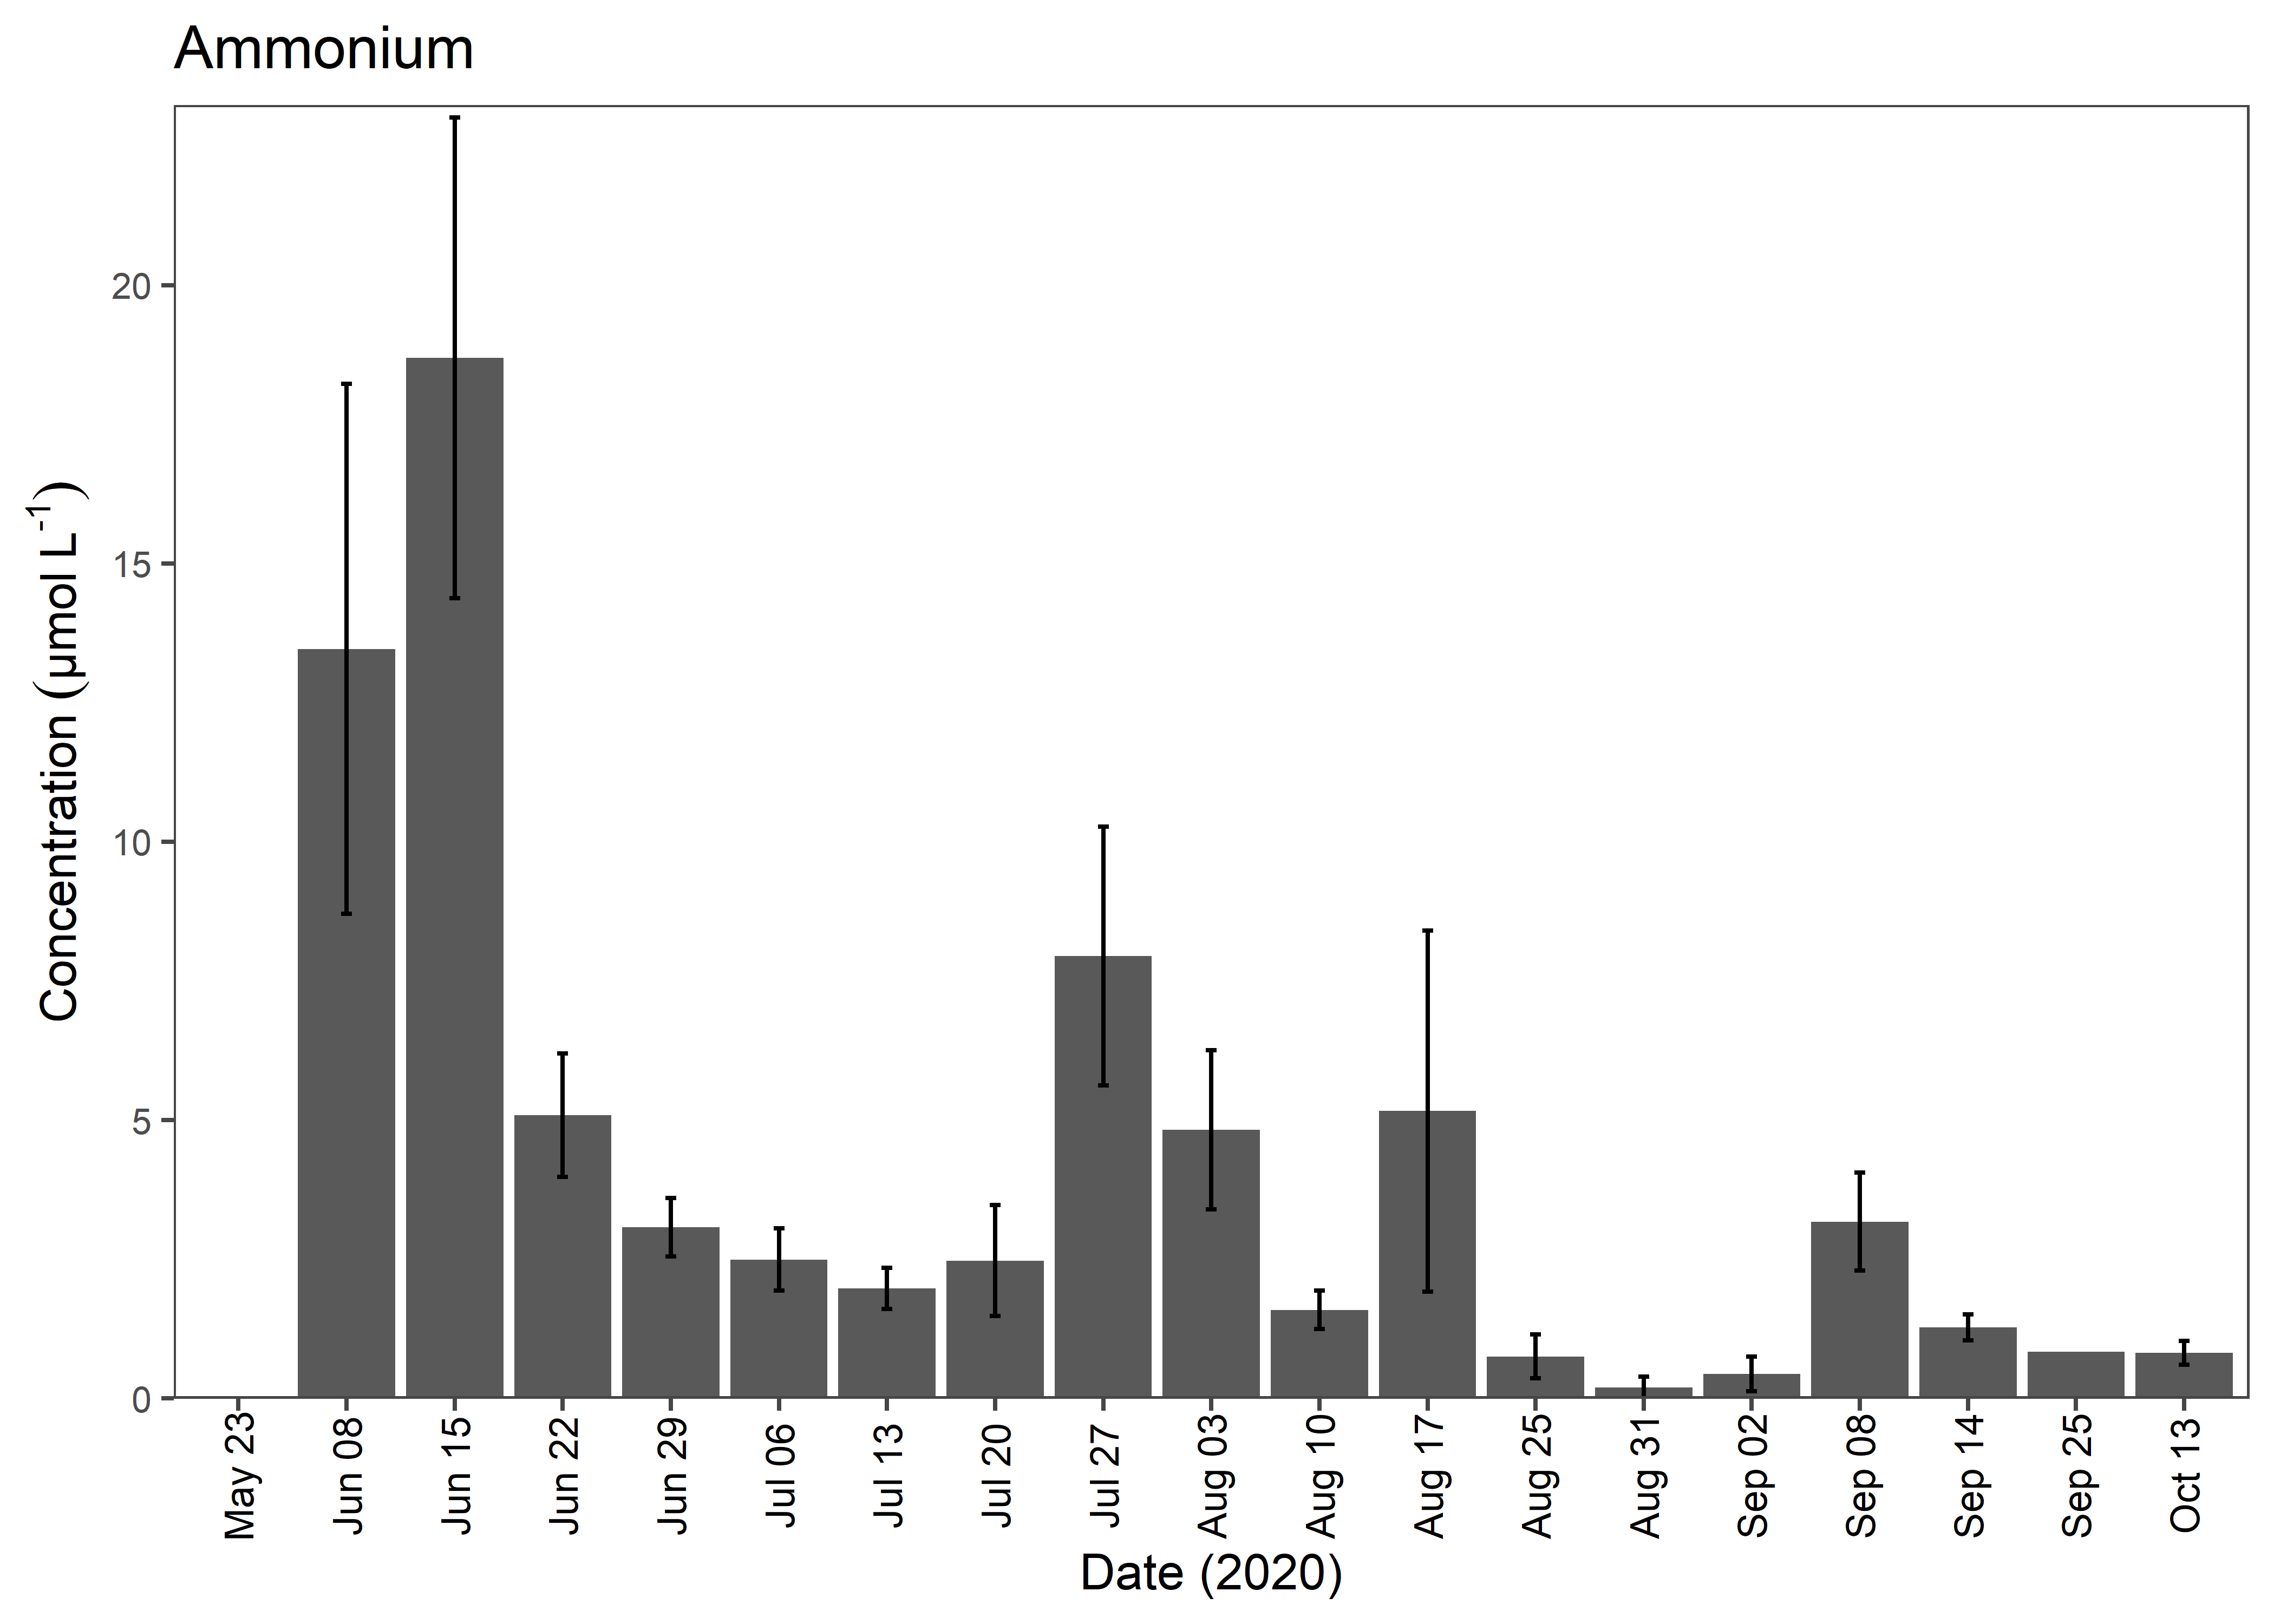 Ammonium
Concentration (µmol L⁻¹)
20
15
10
5
0
May 23
Jun 08
Jun 15
Jun 22
Jun 29
Jul 06
Jul 13
Jul 20
Jul 27
Aug 03
Aug 10
Aug 17
Aug 25
Aug 31
Sep 02
Sep 08
Sep 14
Sep 25
Oct 13
Date (2020)